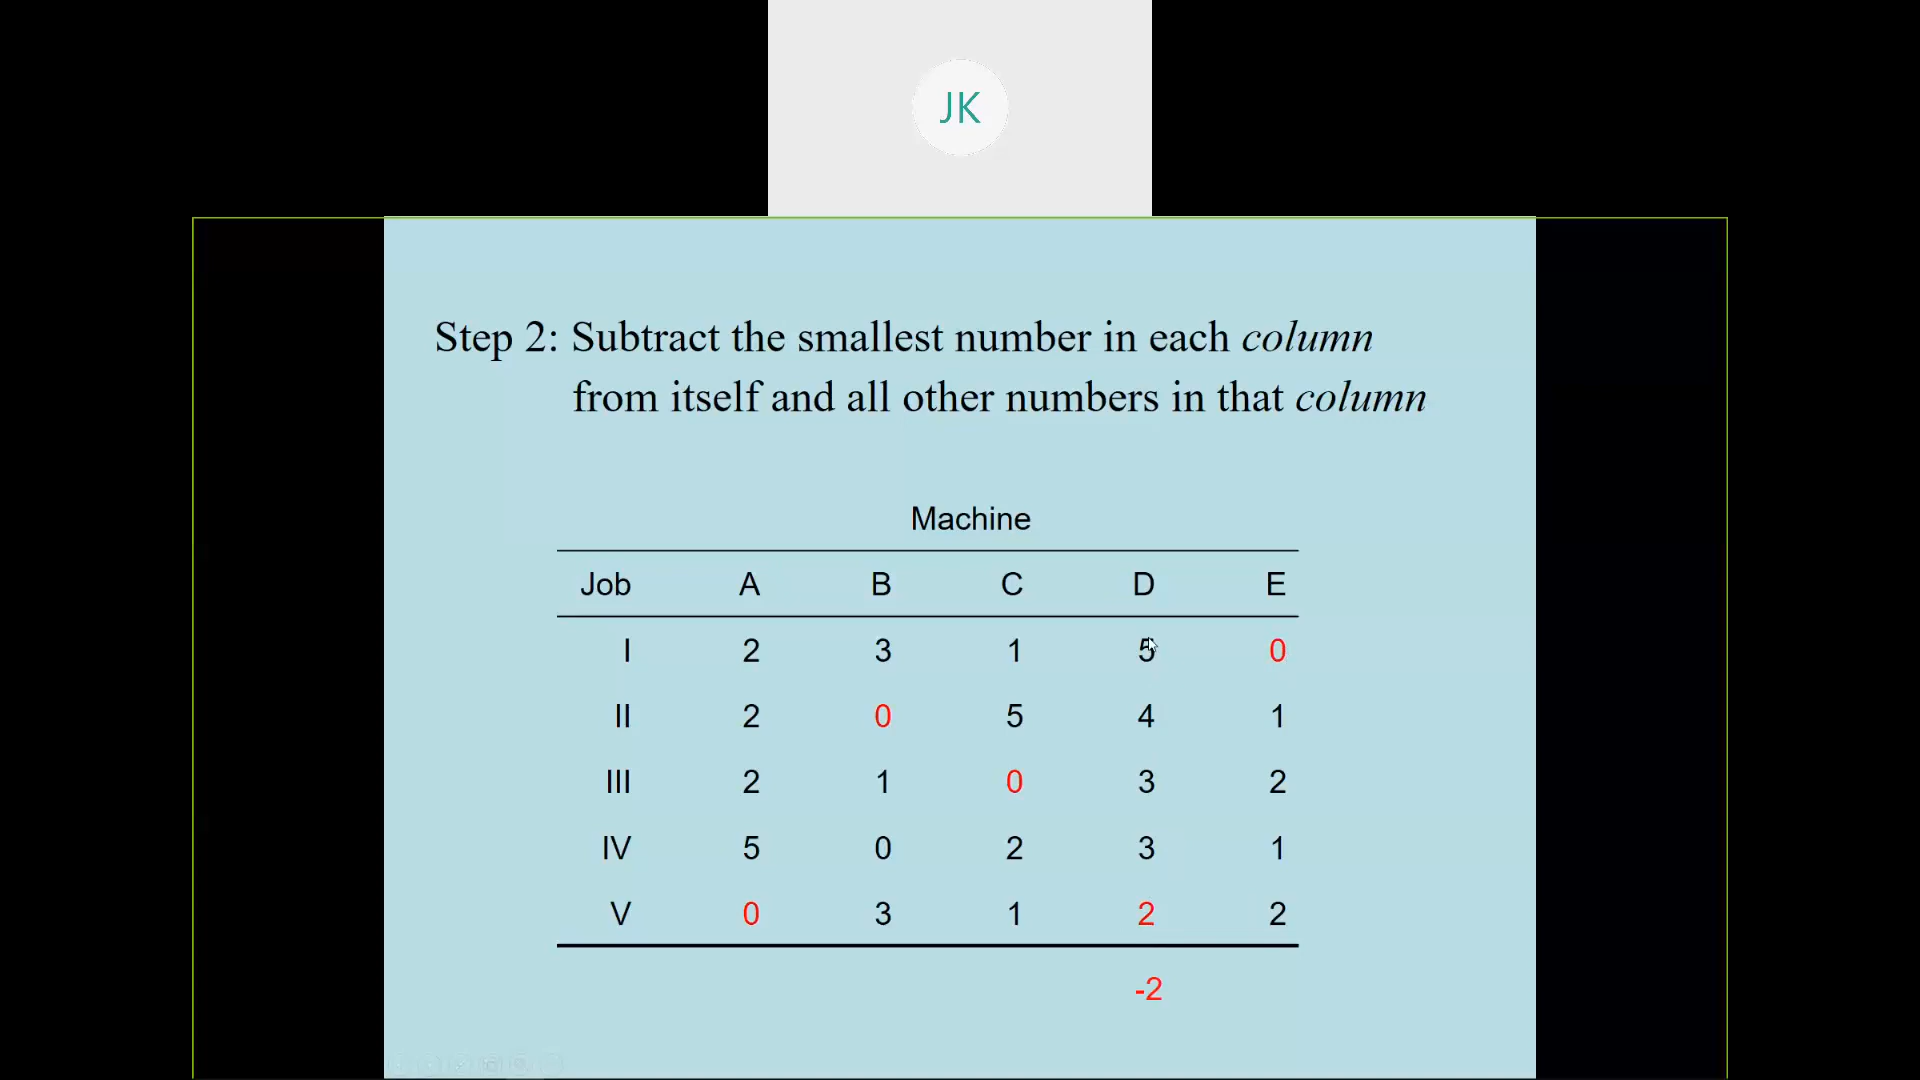 JK
Step 2: Subtract the smallest number in each column
from itself and all other numbers in that column
Machine
Job A B C D E
I 2 3 1 5 0
II 2 0 5 4 1
III 2 1 0 3 2
IV 5 0 2 3 1
V 0 3 1 2 2
-2